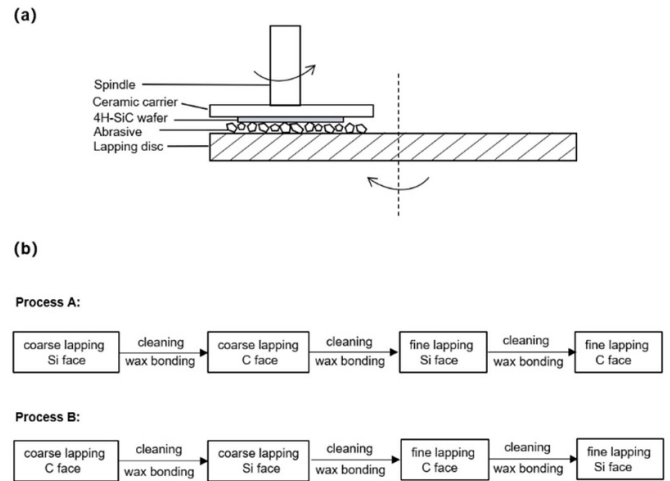 (a)
Spindle
Ceramic carrier
4H-SiC wafer
Abrasive
Lapping disc
(b)
Process A:
coarse lapping
Si face
cleaning
wax bonding
coarse lapping
C face
cleaning
wax bonding
fine lapping
Si face
cleaning
wax bonding
fine lapping
C face
Process B:
coarse lapping
C face
cleaning
wax bonding
coarse lapping
Si face
cleaning
wax bonding
fine lapping
C face
cleaning
wax bonding
fine lapping
Si face